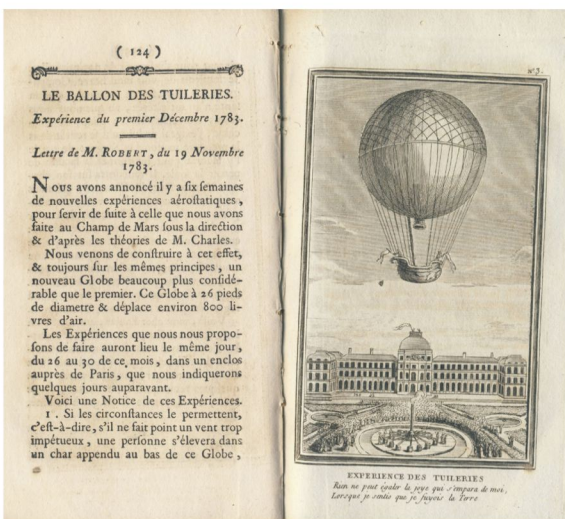 ( 124 )
LE BALLON DES TUILERIES.
Expérience du premier Décembre 1783.
Lettre de M. ROBERT, du 19 Novembre
1783.
Nous avons annoncé il y a ſix ſemaines
de nouvelles expériences aéroſtatiques,
pour ſervir de ſuite à celle que nous avons
faite au Champ de Mars ſous la direction
& d'après les théories de M. Charles.
Nous venons de conſtruire à cet effet,
& toujours ſur les mêmes principes, un
nouveau Globe beaucoup plus conſidé-
rable que le premier. Ce Globe à 26 pieds
de diametre & déplace environ 800 li-
vres d'air.
Les Expériences que nous nous propo-
ſons de faire auront lieu le même jour,
du 26 au 30 de ce mois, dans un enclos
auprès de Paris, que nous indiquerons
quelques jours auparavant.
Voici une Notice de ces Expériences.
1. Si les circonſtances le permettent,
c'eſt-à-dire, s'il ne fait point un vent trop
impétueux, une perſonne s'élevera dans
un char appendu au bas de ce Globe,
EXPERIENCE DES TUILERIES
Rien ne peut égaler la joye qui s'empara de moi,
Lorsque je sentis que je fuyois la Terre